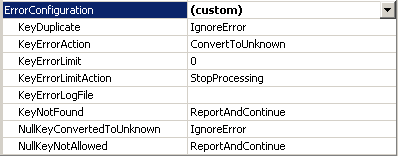 ErrorConfiguration (custom)
KeyDuplicate IgnoreError
KeyErrorAction ConvertToUnknown
KeyErrorLimit 0
KeyErrorLimitAction StopProcessing
KeyErrorLogFile
KeyNotFound ReportAndContinue
NullKeyConvertedToUnknown IgnoreError
NullKeyNotAllowed ReportAndContinue